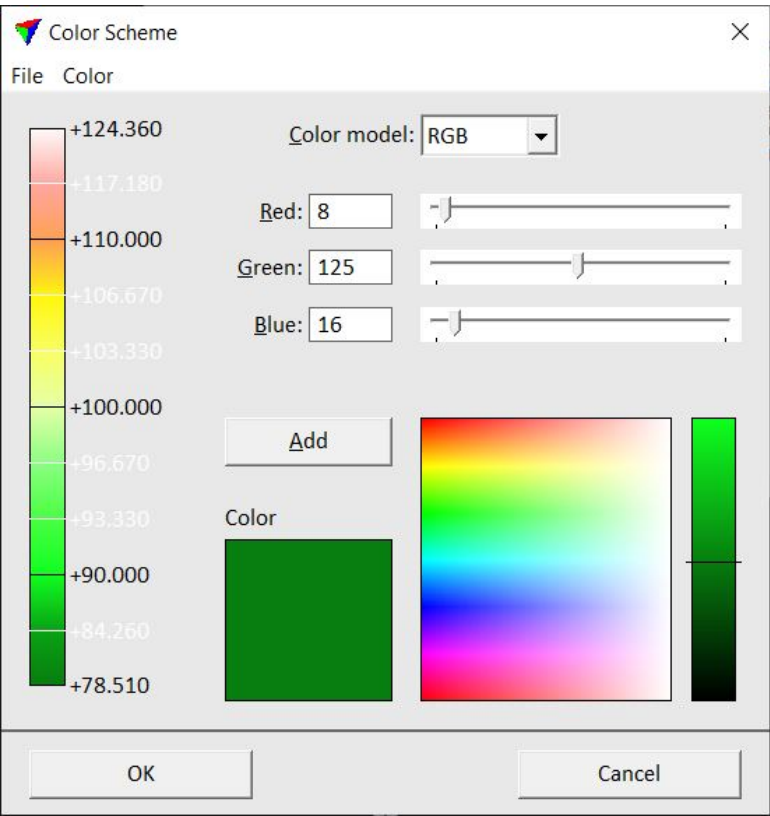 Color Scheme
File Color
+124.360
+117.180
+110.000
+106.670
+103.330
+100.000
+96.670
+93.330
+90.000
+84.260
+78.510
Color model: RGB
Red: 8
Green: 125
Blue: 16
Add
Color
OK
Cancel